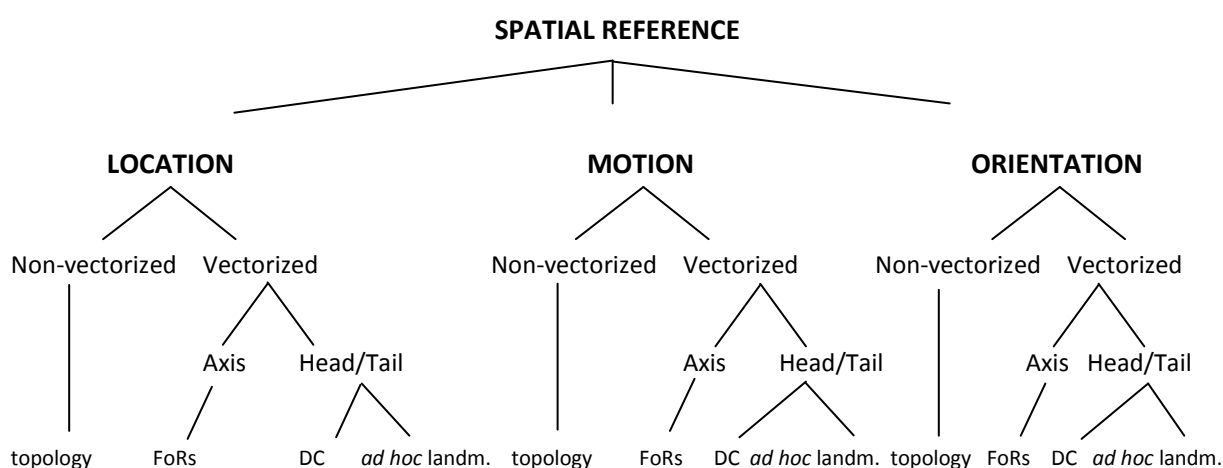 SPATIAL REFERENCE
LOCATION MOTION ORIENTATION
Non-vectorized Vectorized Non-vectorized Vectorized Non-vectorized Vectorized
Axis Head/Tail Axis Head/Tail Axis Head/Tail
topology FoRs DC ad hoc landm. topology FoRs DC ad hoc landm. topology FoRs DC ad hoc landm.